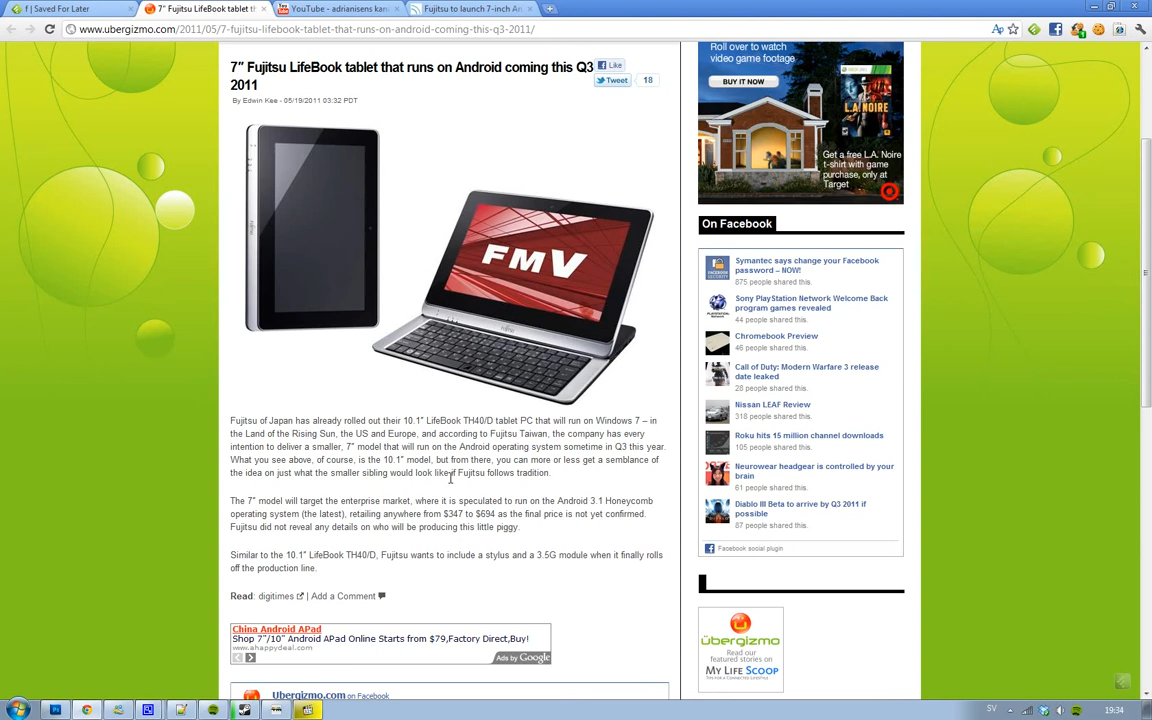 f | Saved For Later
7" Fujitsu LifeBook tablet th
YouTube - adrianisens kan
Fujitsu to launch 7-inch An
www.ubergizmo.com/2011/05/7-fujitsu-lifebook-tablet-that-runs-on-android-coming-this-q3-2011/
7″ Fujitsu LifeBook tablet that runs on Android coming this Q3
2011
Like
Tweet 18
By Edwin Kee - 05/19/2011 03:32 PDT
FMV
Fujitsu of Japan has already rolled out their 10.1″ LifeBook TH40/D tablet PC that will run on Windows 7 – in
the Land of the Rising Sun, the US and Europe, and according to Fujitsu Taiwan, the company has every
intention to deliver a smaller, 7″ model that will run on the Android operating system sometime in Q3 this year.
What you see above, of course, is the 10.1″ model, but from there, you can more or less get a semblance of
the idea on just what the smaller sibling would look like if Fujitsu follows tradition.
The 7″ model will target the enterprise market, where it is speculated to run on the Android 3.1 Honeycomb
operating system (the latest), retailing anywhere from $347 to $694 as the final price is not yet confirmed.
Fujitsu did not reveal any details on who will be producing this little piggy.
Similar to the 10.1″ LifeBook TH40/D, Fujitsu wants to include a stylus and a 3.5G module when it finally rolls
off the production line.
Read: digitimes | Add a Comment
China Android APad
Shop 7"/10" Android APad Online Starts from $79,Factory Direct,Buy!
www.ahappydeal.com
Ads by Google
Ubergizmo.com on Facebook
Roll over to watch
video game footage
BUY IT NOW
L.A. NOIRE
Get a free L.A. Noire
t-shirt with game
purchase, only at
Target
On Facebook
Symantec says change your Facebook
password – NOW!
875 people shared this.
Sony PlayStation Network Welcome Back
program games revealed
44 people shared this.
Chromebook Preview
46 people shared this.
Call of Duty: Modern Warfare 3 release
date leaked
28 people shared this.
Nissan LEAF Review
318 people shared this.
Roku hits 15 million channel downloads
105 people shared this.
Neurowear headgear is controlled by your
brain
61 people shared this.
Diablo III Beta to arrive by Q3 2011 if
possible
87 people shared this.
Facebook social plugin
übergizmo
Read our
featured stories on
MY LIFE SCOOP
SV
19:34